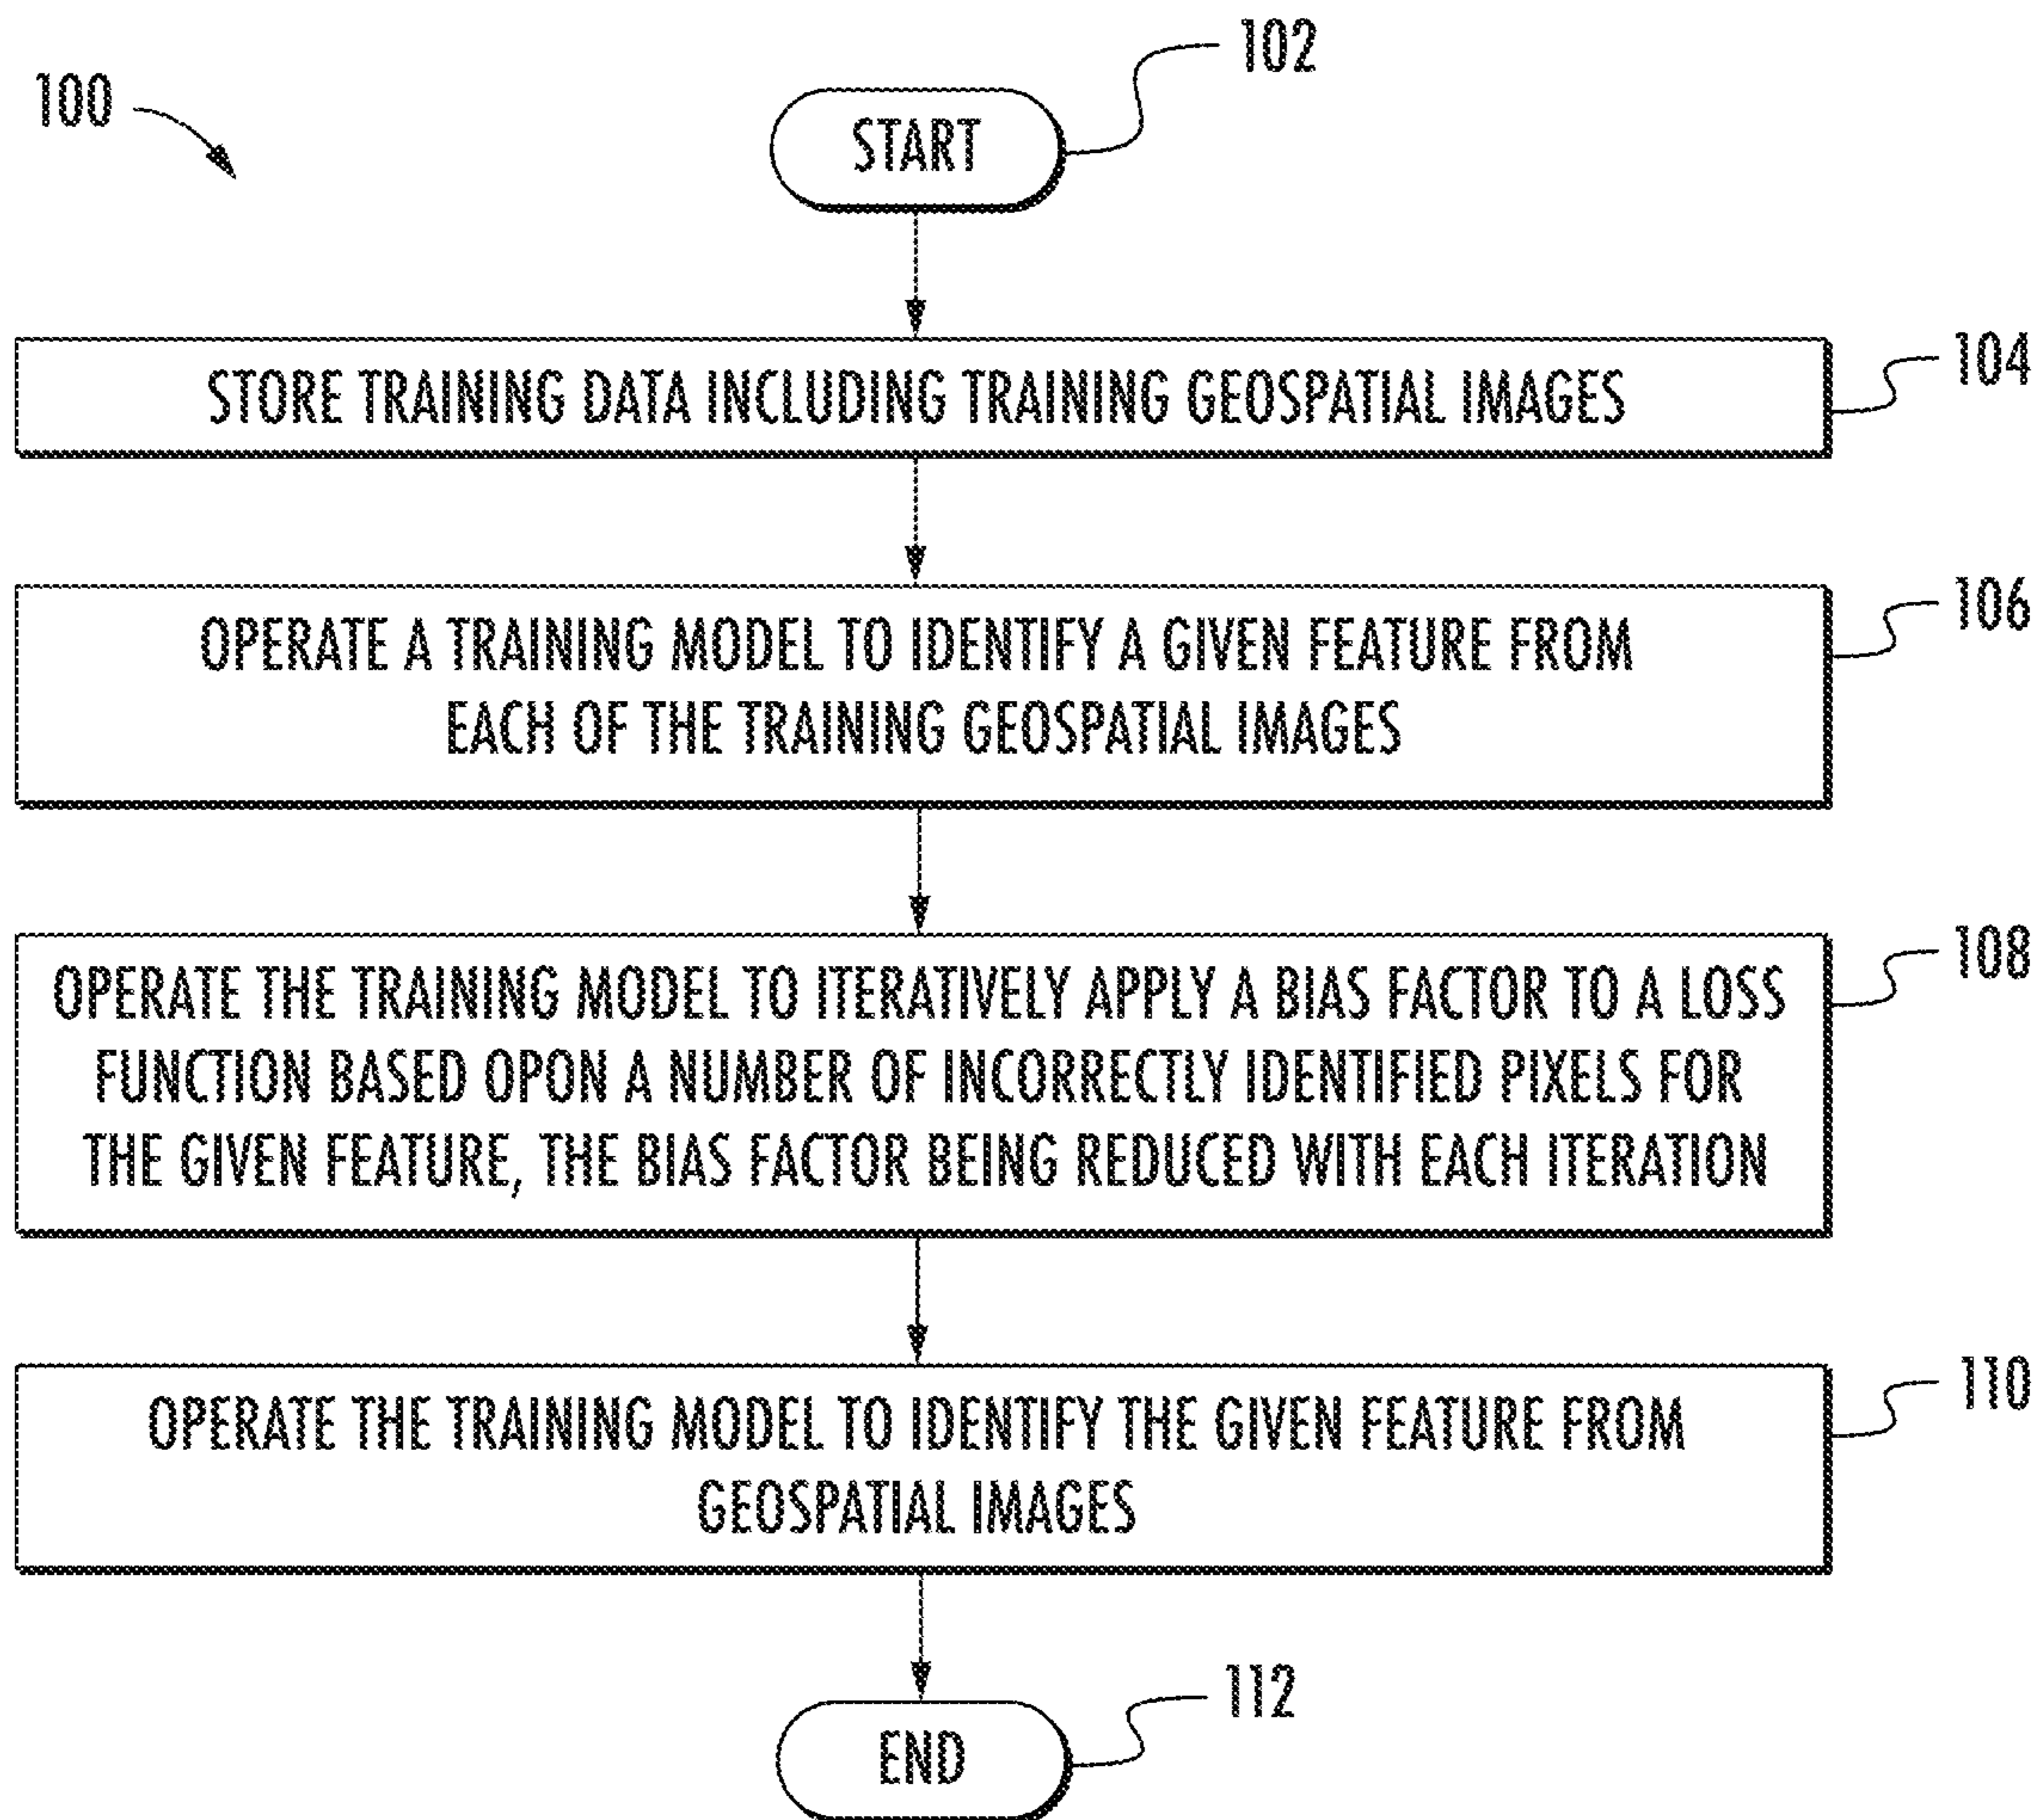 100
102
START
STORE TRAINING DATA INCLUDING TRAINING GEOSPATIAL IMAGES
104
OPERATE A TRAINING MODEL TO IDENTIFY A GIVEN FEATURE FROM
EACH OF THE TRAINING GEOSPATIAL IMAGES
106
OPERATE THE TRAINING MODEL TO ITERATIVELY APPLY A BIAS FACTOR TO A LOSS
FUNCTION BASED OPON A NUMBER OF INCORRECTLY IDENTIFIED PIXELS FOR
THE GIVEN FEATURE, THE BIAS FACTOR BEING REDUCED WITH EACH ITERATION
108
OPERATE THE TRAINING MODEL TO IDENTIFY THE GIVEN FEATURE FROM
GEOSPATIAL IMAGES
110
END
112